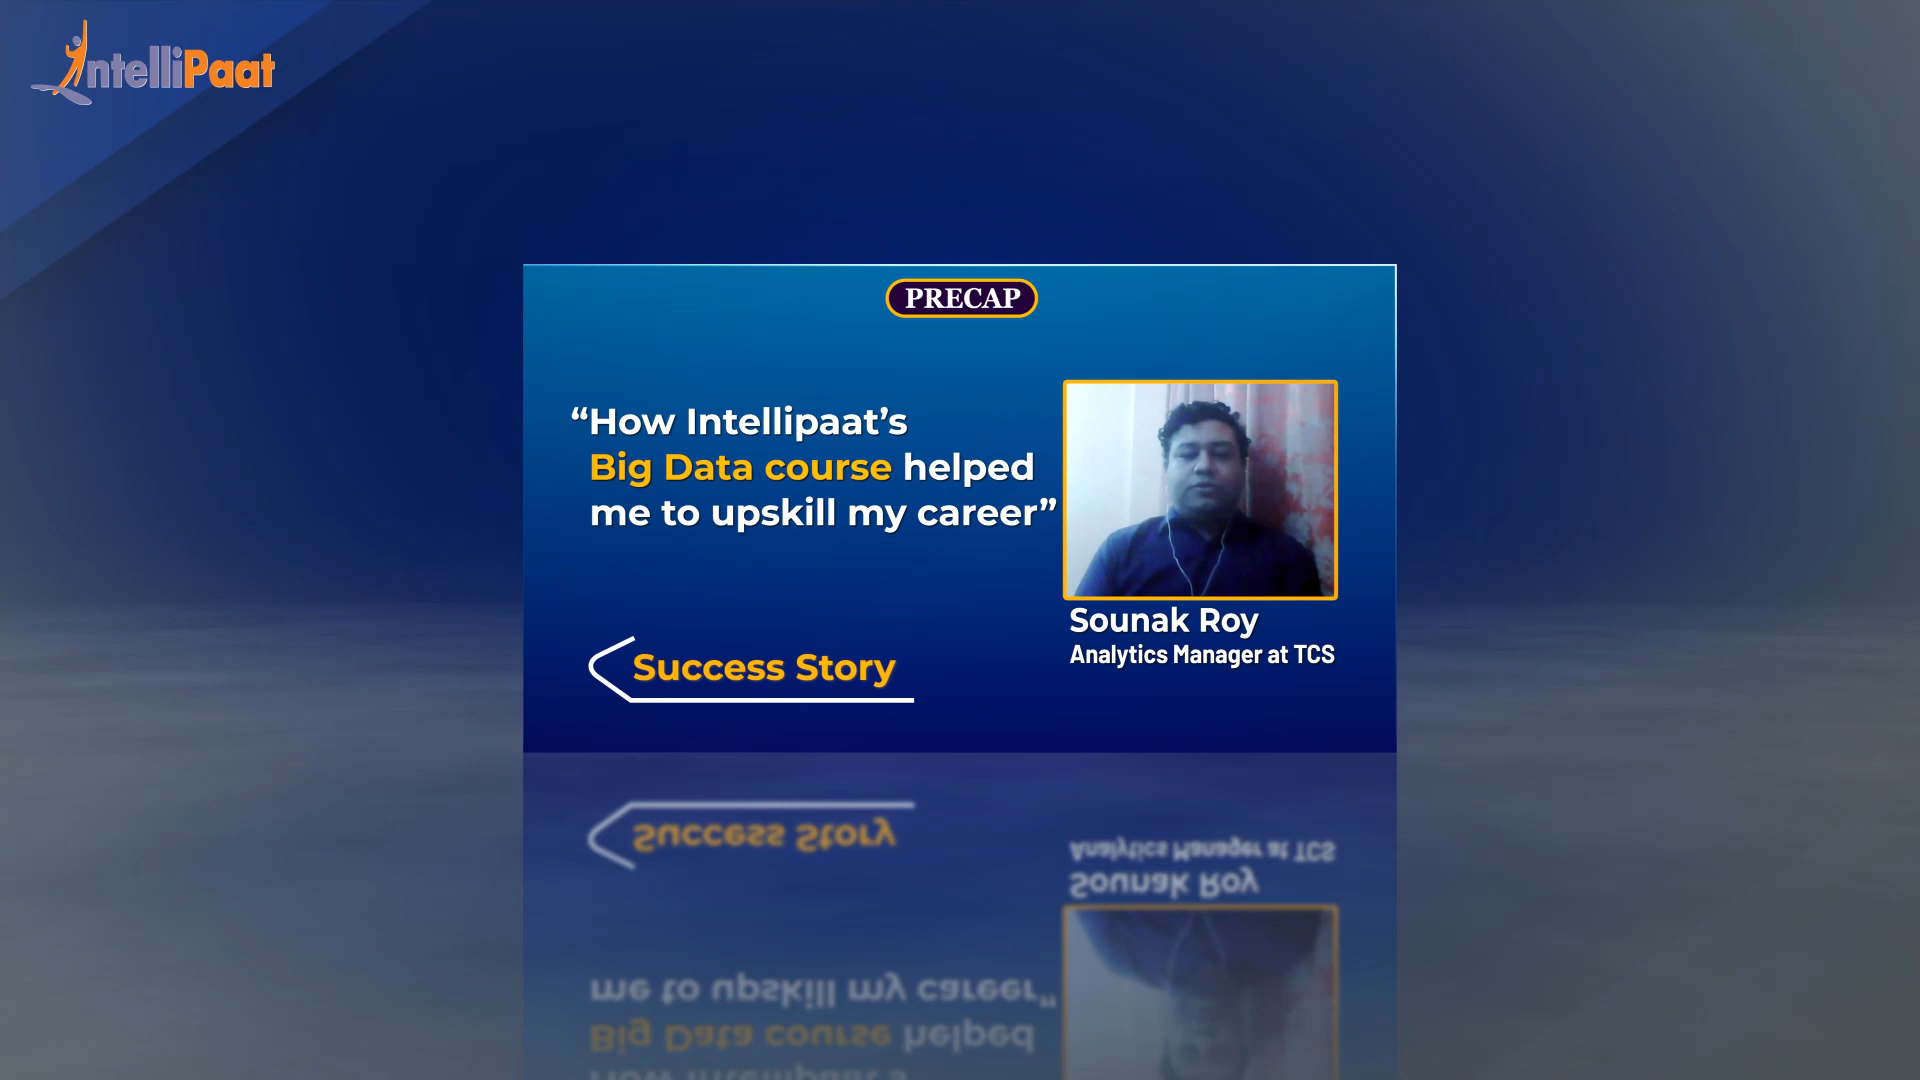 IntelliPaat
PRECAP
“How Intellipaat’s
Big Data course helped
me to upskill my career”
Sounak Roy
Analytics Manager at TCS
Success Story